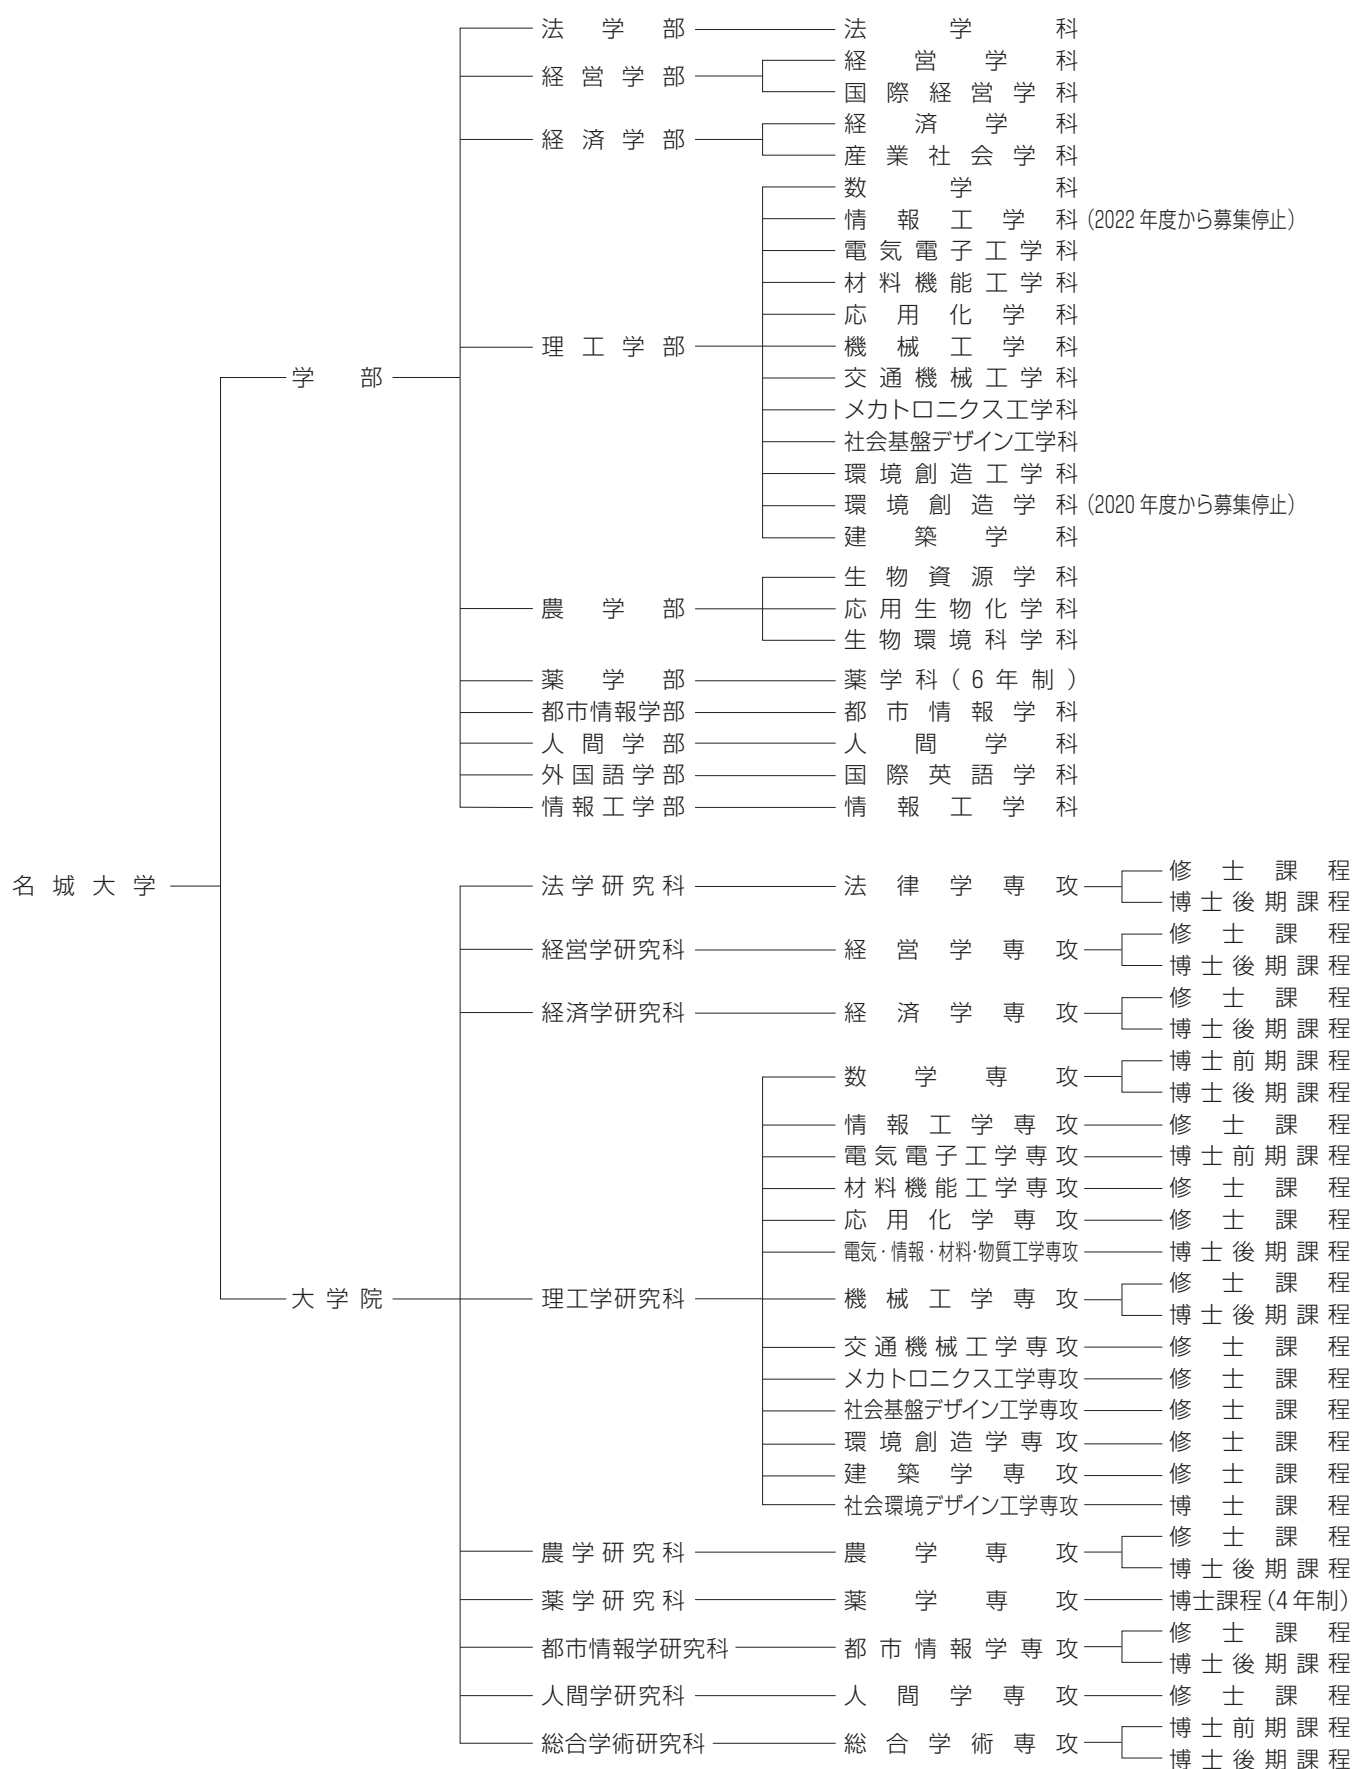 法学部 法学科
経営学部 経営学科
国際経営学科
経済学部 経済学科
産業社会学科
数学科
情報工学科(2022年度から募集停止)
電気電子工学科
材料機能工学科
応用化学科
理工学部 機械工学科
学部 交通機械工学科
メカトロニクス工学科
社会基盤デザイン工学科
環境創造工学科
環境創造学科(2020年度から募集停止)
建築学科
生物資源学科
農学部 応用生物化学科
生物環境科学科
薬学部 薬学科(6年制)
都市情報学部 都市情報学科
人間学部 人間学科
外国語学部 国際英語学科
情報工学部 情報工学科
名城大学
法学研究科 法律学専攻 修士課程
博士後期課程
経営学研究科 経営学専攻 修士課程
博士後期課程
経済学研究科 経済学専攻 修士課程
博士後期課程
数学専攻 博士前期課程
博士後期課程
情報工学専攻 修士課程
電気電子工学専攻 博士前期課程
材料機能工学専攻 修士課程
応用化学専攻 修士課程
電気・情報・材料・物質工学専攻 博士後期課程
大学院 理工学研究科 機械工学専攻 修士課程
博士後期課程
交通機械工学専攻 修士課程
メカトロニクス工学専攻 修士課程
社会基盤デザイン工学専攻 修士課程
環境創造学専攻 修士課程
建築学専攻 修士課程
社会環境デザイン工学専攻 博士課程
農学研究科 農学専攻 修士課程
博士後期課程
薬学研究科 薬学専攻 博士課程(4年制)
都市情報学研究科 都市情報学専攻 修士課程
博士後期課程
人間学研究科 人間学専攻 修士課程
総合学術研究科 総合学術専攻 博士前期課程
博士後期課程